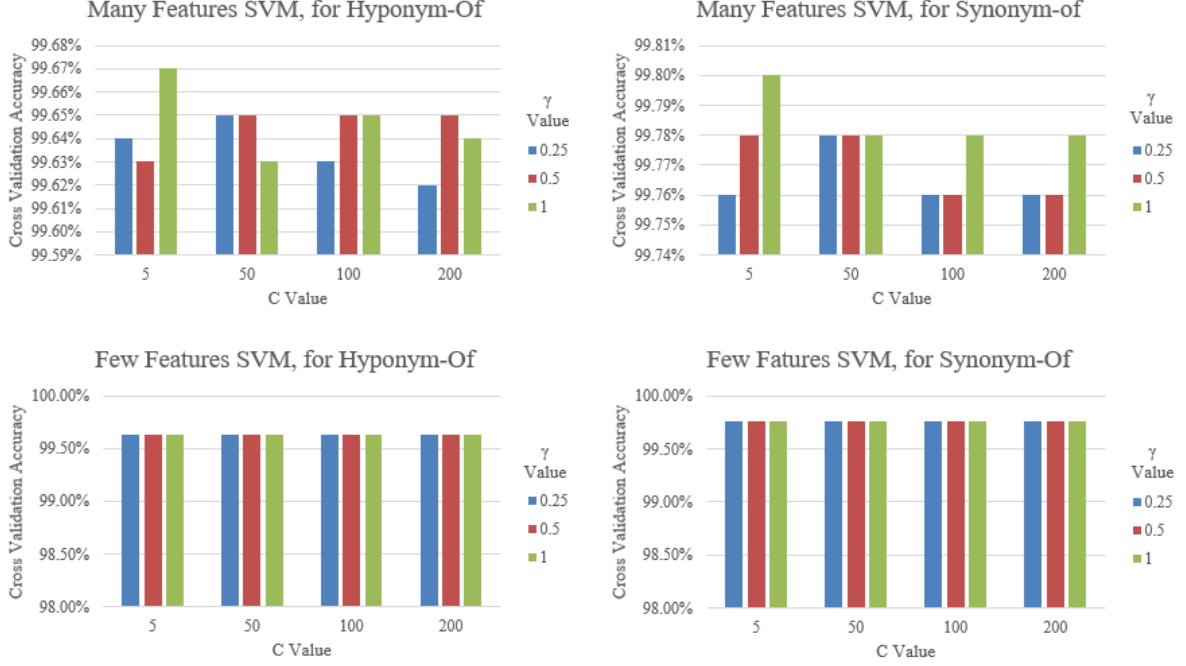 Many Features SVM, for Hyponym-Of
Cross Validation Accuracy
99.68%
99.67%
99.66%
99.65%
99.64%
99.63%
99.62%
99.61%
99.60%
99.59%
5 50 100 200
C Value
γ
Value
0.25
0.5
1
Many Features SVM, for Synonym-of
Cross Validation Accuracy
99.81%
99.80%
99.79%
99.78%
99.77%
99.76%
99.75%
99.74%
5 50 100 200
C Value
γ
Value
0.25
0.5
1
Few Features SVM, for Hyponym-Of
Cross Validation Accuracy
100.00%
99.50%
99.00%
98.50%
98.00%
5 50 100 200
C Value
γ
Value
0.25
0.5
1
Few Fatures SVM, for Synonym-Of
Cross Validation Accuracy
100.00%
99.50%
99.00%
98.50%
98.00%
5 50 100 200
C Value
γ
Value
0.25
0.5
1